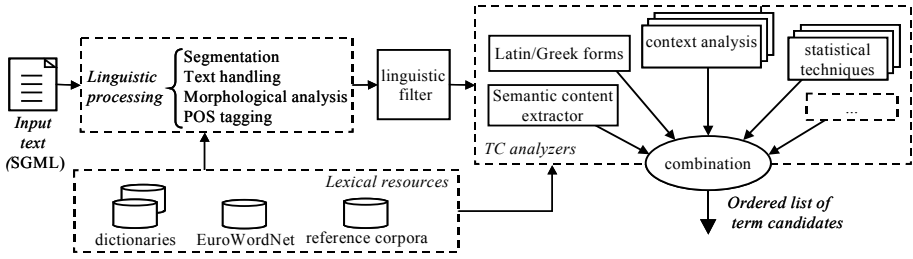 Input
text
(SGML)
Linguistic
processing
Segmentation
Text handling
Morphological analysis
POS tagging
linguistic
filter
Latin/Greek forms
context analysis
statistical
techniques
Semantic content
extractor
...
TC analyzers
combination
Lexical resources
dictionaries
EuroWordNet
reference corpora
Ordered list of
term candidates